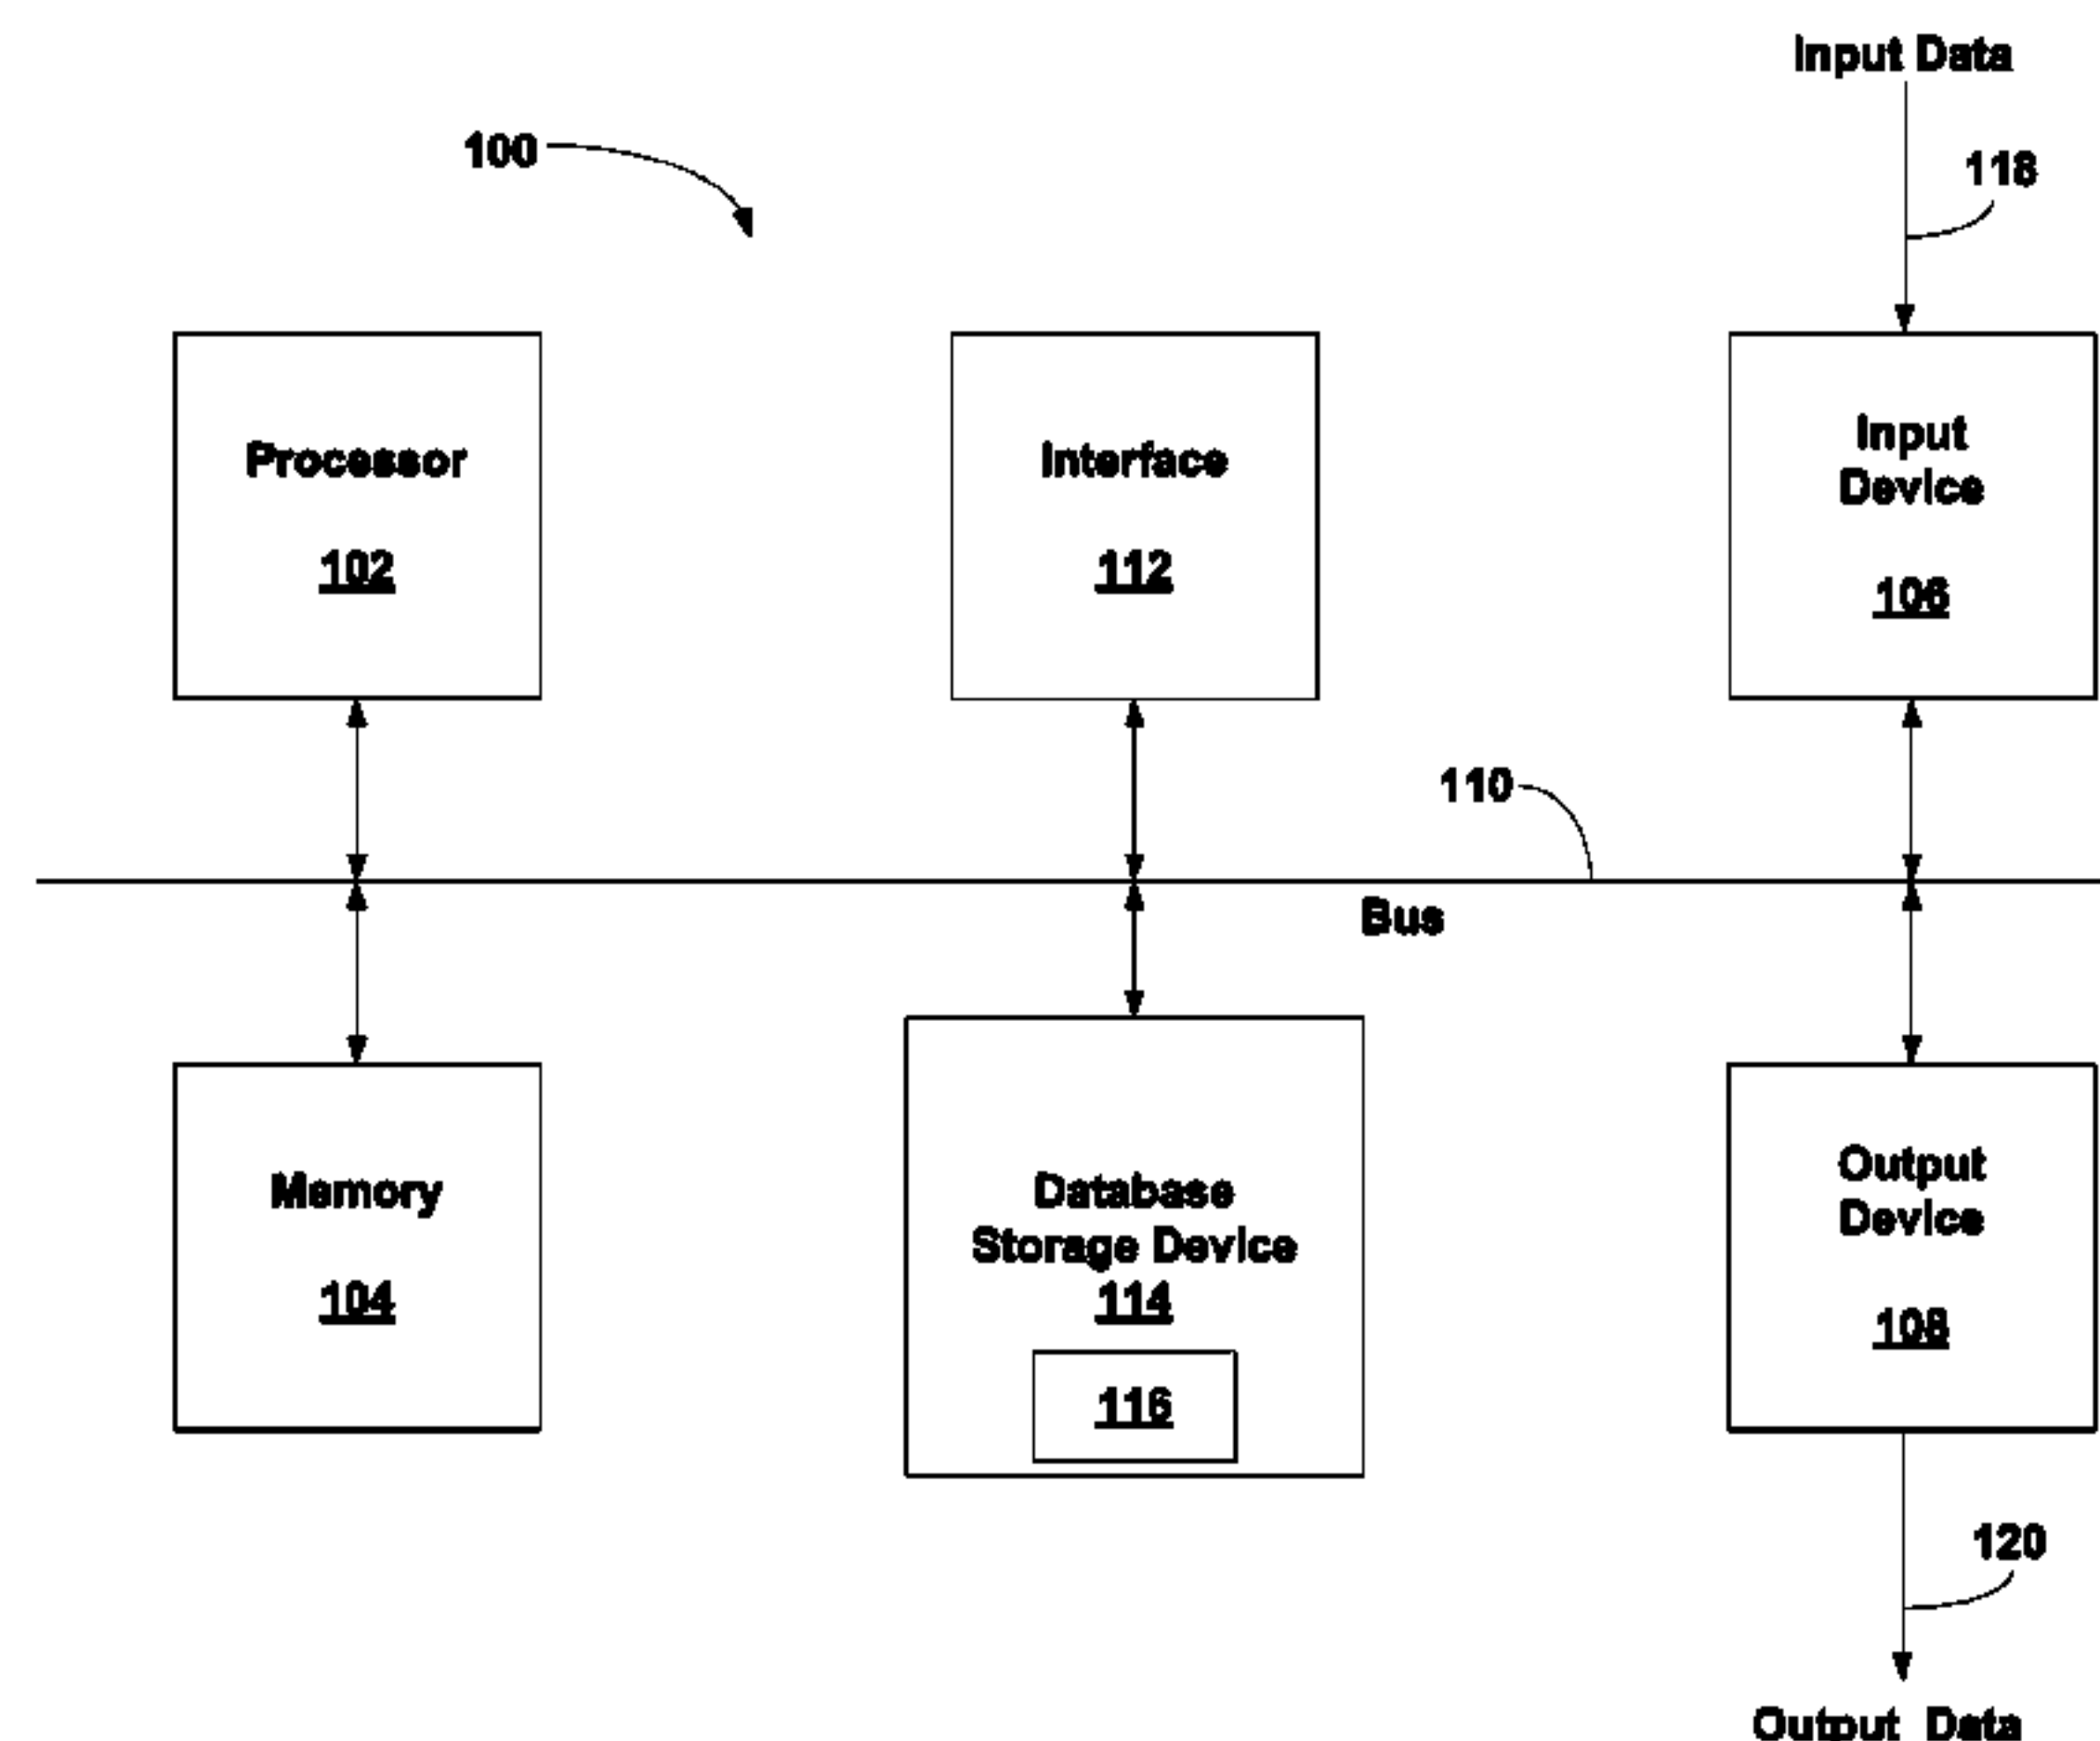 Input Data
100
118
Processor
102
Interface
112
Input
Device
106
110
Bus
Memory
104
Database
Storage Device
114
116
Output
Device
108
120
Output Data